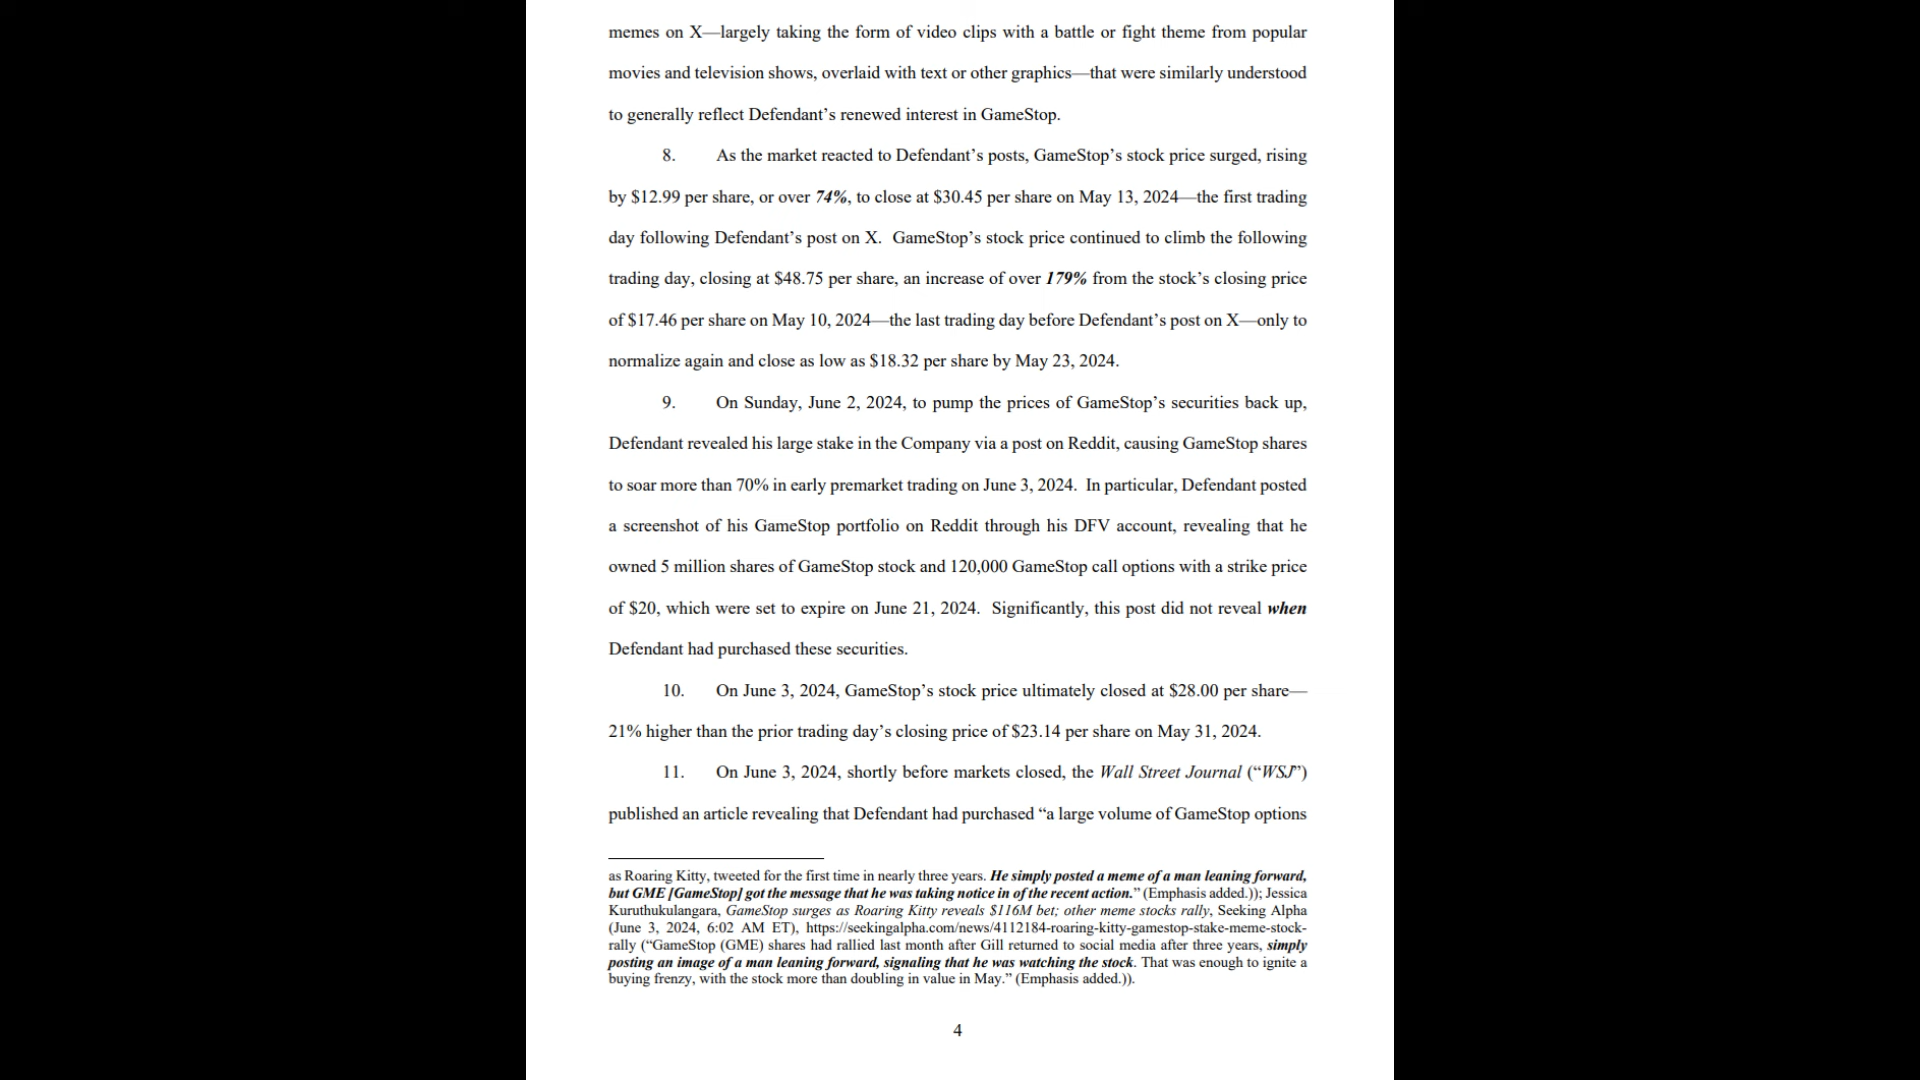 memes on X—largely taking the form of video clips with a battle or fight theme from popular
movies and television shows, overlaid with text or other graphics—that were similarly understood
to generally reflect Defendant’s renewed interest in GameStop.
8. As the market reacted to Defendant’s posts, GameStop’s stock price surged, rising
by $12.99 per share, or over 74%, to close at $30.45 per share on May 13, 2024—the first trading
day following Defendant’s post on X. GameStop’s stock price continued to climb the following
trading day, closing at $48.75 per share, an increase of over 179% from the stock’s closing price
of $17.46 per share on May 10, 2024—the last trading day before Defendant’s post on X—only to
normalize again and close as low as $18.32 per share by May 23, 2024.
9. On Sunday, June 2, 2024, to pump the prices of GameStop’s securities back up,
Defendant revealed his large stake in the Company via a post on Reddit, causing GameStop shares
to soar more than 70% in early premarket trading on June 3, 2024. In particular, Defendant posted
a screenshot of his GameStop portfolio on Reddit through his DFV account, revealing that he
owned 5 million shares of GameStop stock and 120,000 GameStop call options with a strike price
of $20, which were set to expire on June 21, 2024. Significantly, this post did not reveal when
Defendant had purchased these securities.
10. On June 3, 2024, GameStop’s stock price ultimately closed at $28.00 per share—
21% higher than the prior trading day’s closing price of $23.14 per share on May 31, 2024.
11. On June 3, 2024, shortly before markets closed, the Wall Street Journal (“WSJ”)
published an article revealing that Defendant had purchased “a large volume of GameStop options
as Roaring Kitty, tweeted for the first time in nearly three years. He simply posted a meme of a man leaning forward,
but GME [GameStop] got the message that he was taking notice in of the recent action.” (Emphasis added.)); Jessica
Kuruthukulangara, GameStop surges as Roaring Kitty reveals $116M bet; other meme stocks rally, Seeking Alpha
(June 3, 2024, 6:02 AM ET), https://seekingalpha.com/news/4112184-roaring-kitty-gamestop-stake-meme-stock-
rally (“GameStop (GME) shares had rallied last month after Gill returned to social media after three years, simply
posting an image of a man leaning forward, signaling that he was watching the stock. That was enough to ignite a
buying frenzy, with the stock more than doubling in value in May.” (Emphasis added.)).
4